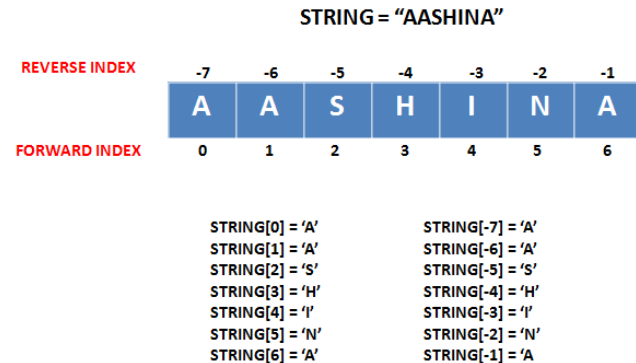 STRING = “AASHINA”
REVERSE INDEX -7 -6 -5 -4 -3 -2 -1
A A S H I N A
FORWARD INDEX 0 1 2 3 4 5 6
STRING[0] = ‘A’ STRING[-7] = ‘A’
STRING[1] = ‘A’ STRING[-6] = ‘A’
STRING[2] = ‘S’ STRING[-5] = ‘S’
STRING[3] = ‘H’ STRING[-4] = ‘H’
STRING[4] = ‘I’ STRING[-3] = ‘I’
STRING[5] = ‘N’ STRING[-2] = ‘N’
STRING[6] = ‘A’ STRING[-1] = ‘A